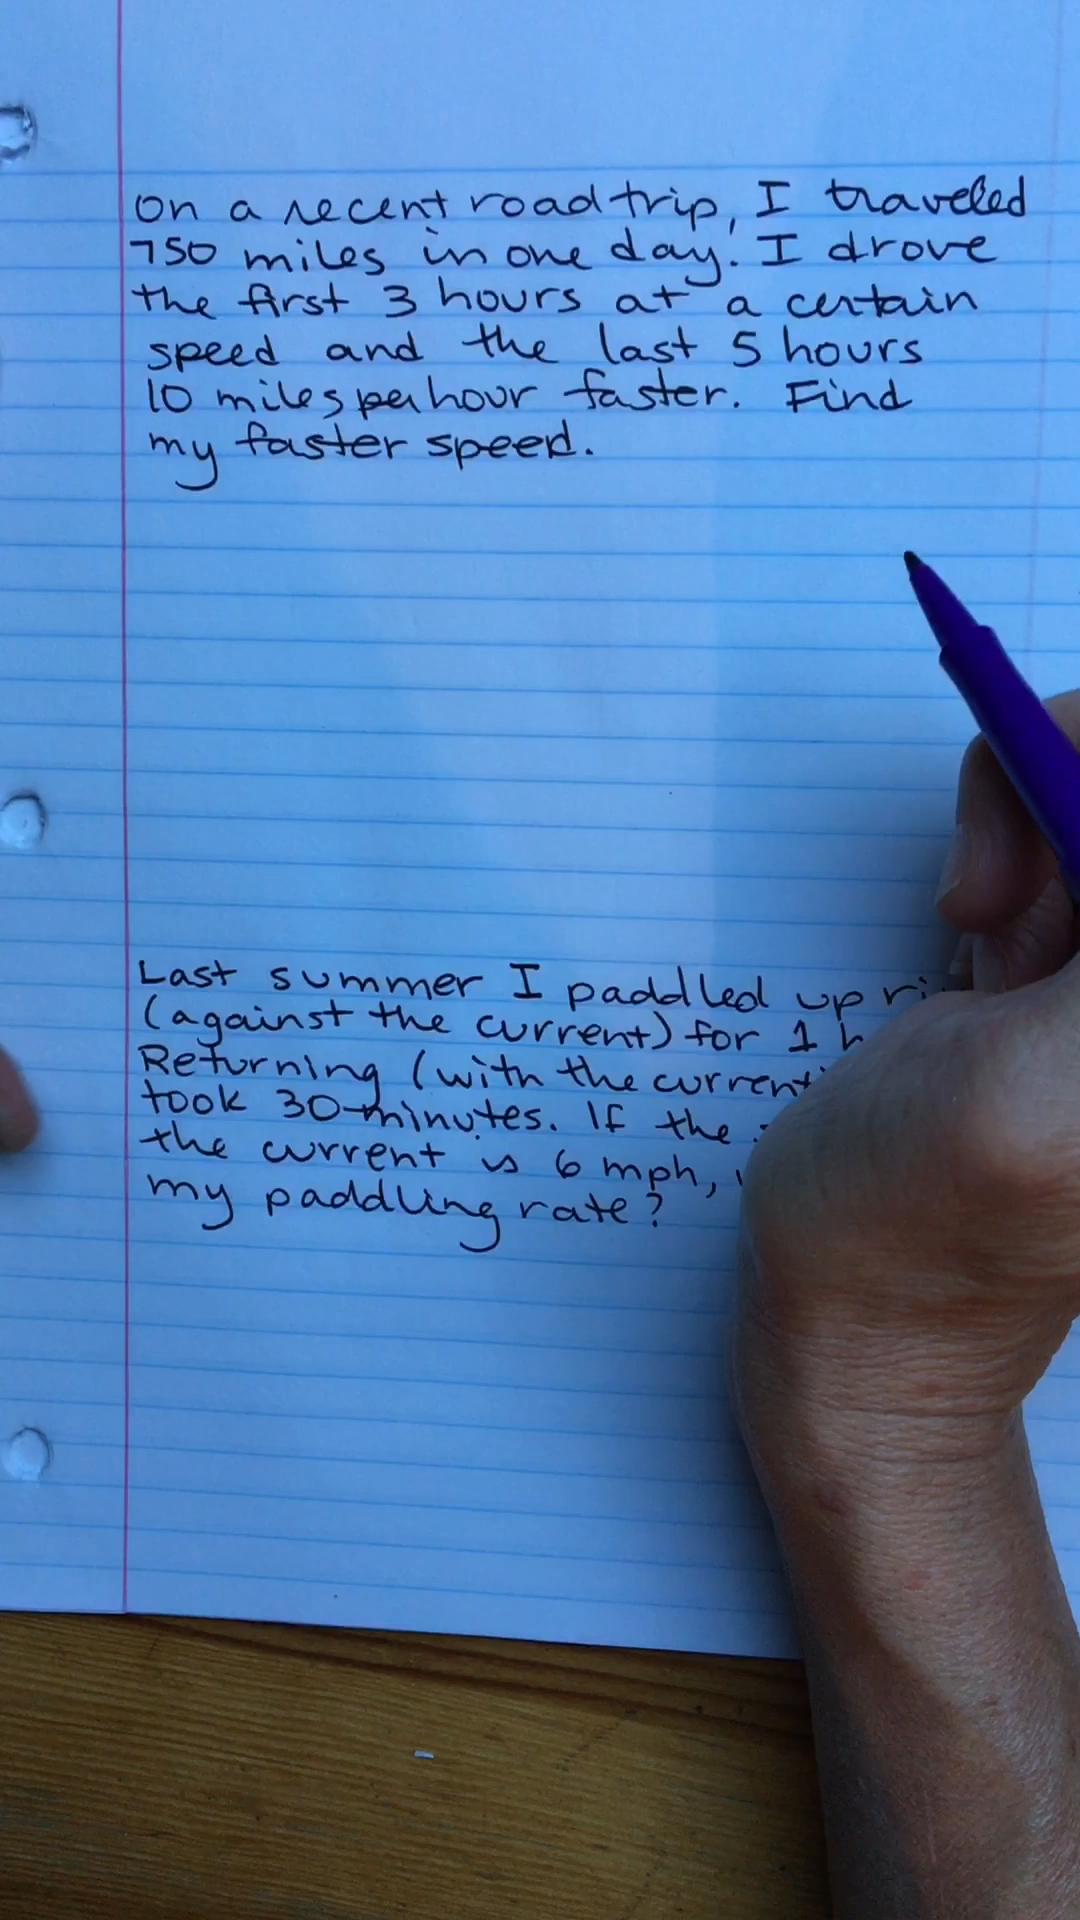 On a recent road trip, I traveled
750 miles in one day. I drove
the first 3 hours at a certain
speed and the last 5 hours
10 miles per hour faster. Find
my faster speed.
Last summer I paddled up
(against the current) for 1
Returning (with the current
took 30 minutes. If the
the current is 6 mph,
my paddling rate?